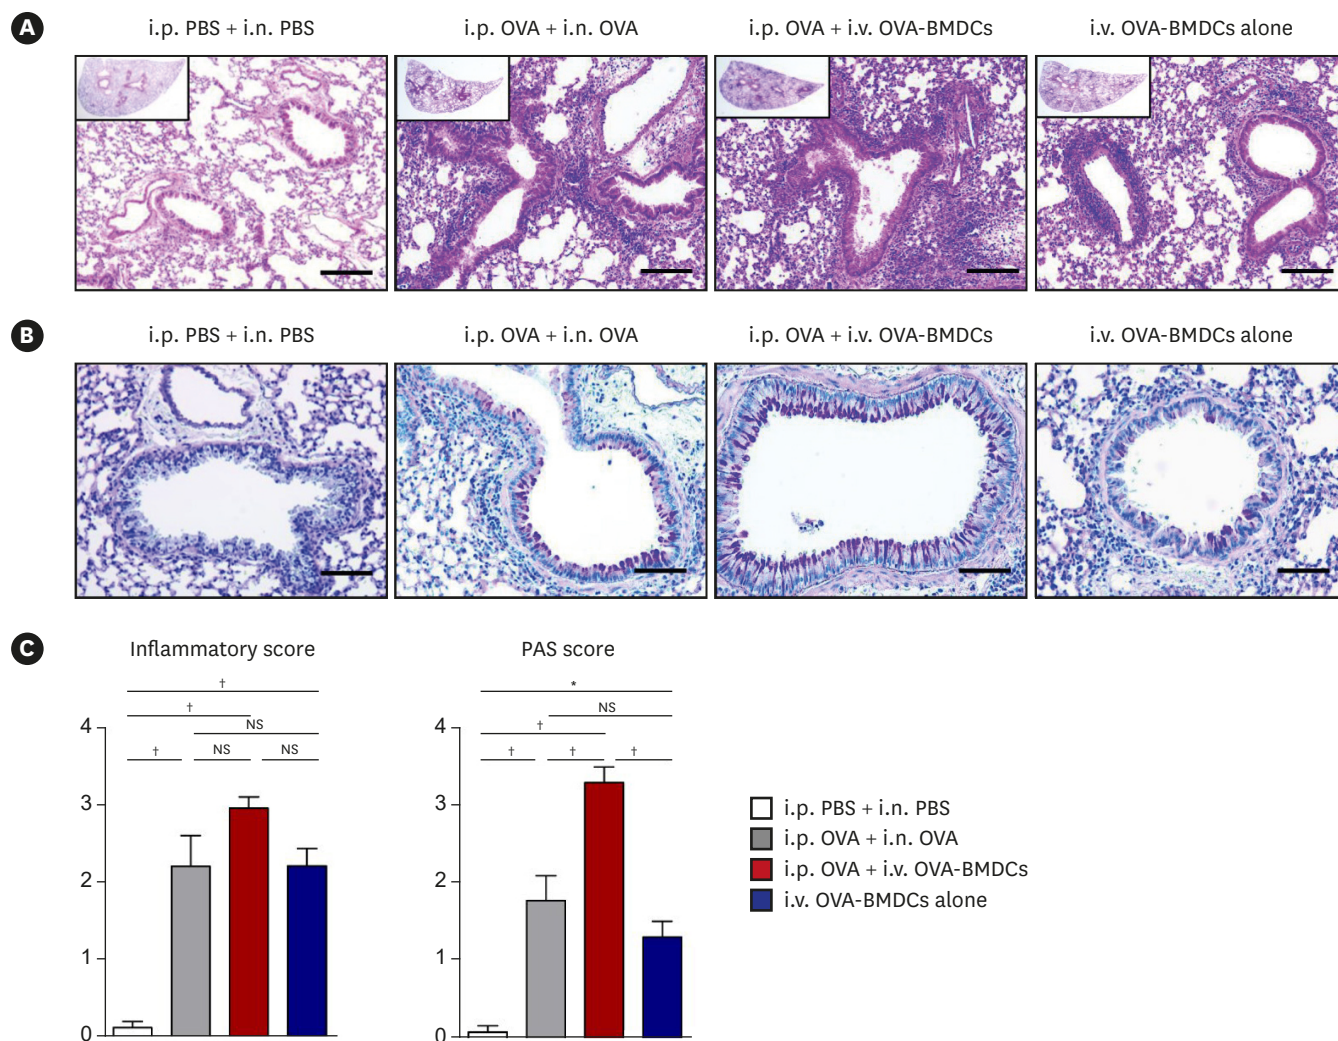 A
i.p. PBS + i.n. PBS
i.p. OVA + i.n. OVA
i.p. OVA + i.v. OVA-BMDCs
i.v. OVA-BMDCs alone
B
i.p. PBS + i.n. PBS
i.p. OVA + i.n. OVA
i.p. OVA + i.v. OVA-BMDCs
i.v. OVA-BMDCs alone
C
Inflammatory score
†
†
NS
†
NS
NS
4
3
2
1
0
PAS score
*
NS
†
†
†
†
4
3
2
1
0
i.p. PBS + i.n. PBS
i.p. OVA + i.n. OVA
i.p. OVA + i.v. OVA-BMDCs
i.v. OVA-BMDCs alone